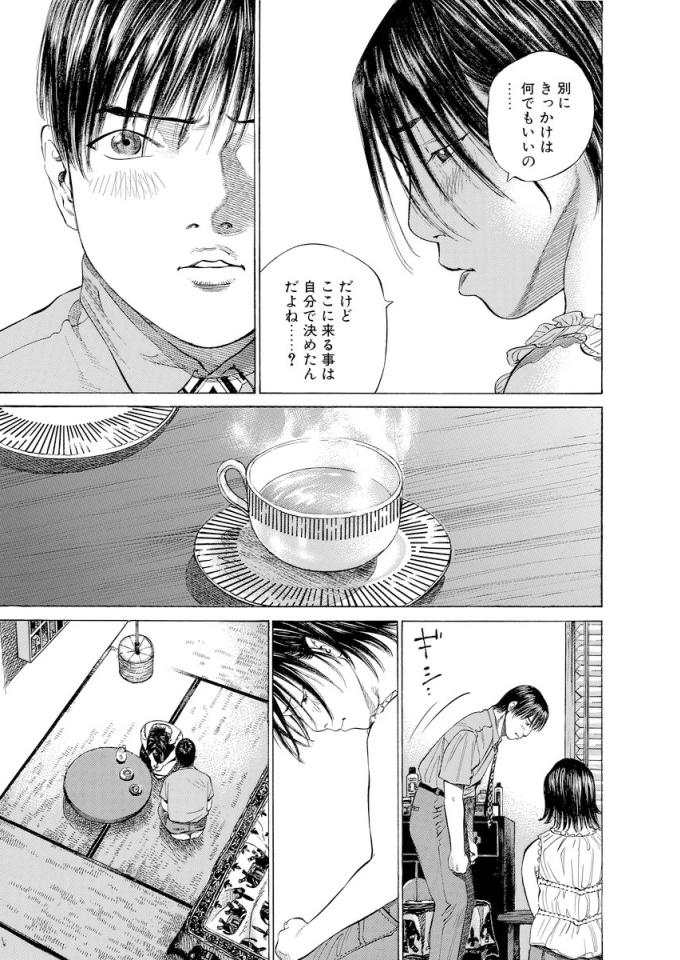 別に
きっかけは
何でもいいの
……
だけど
ここに来る事は
自分で決めたん
だよね……?
ギシ…